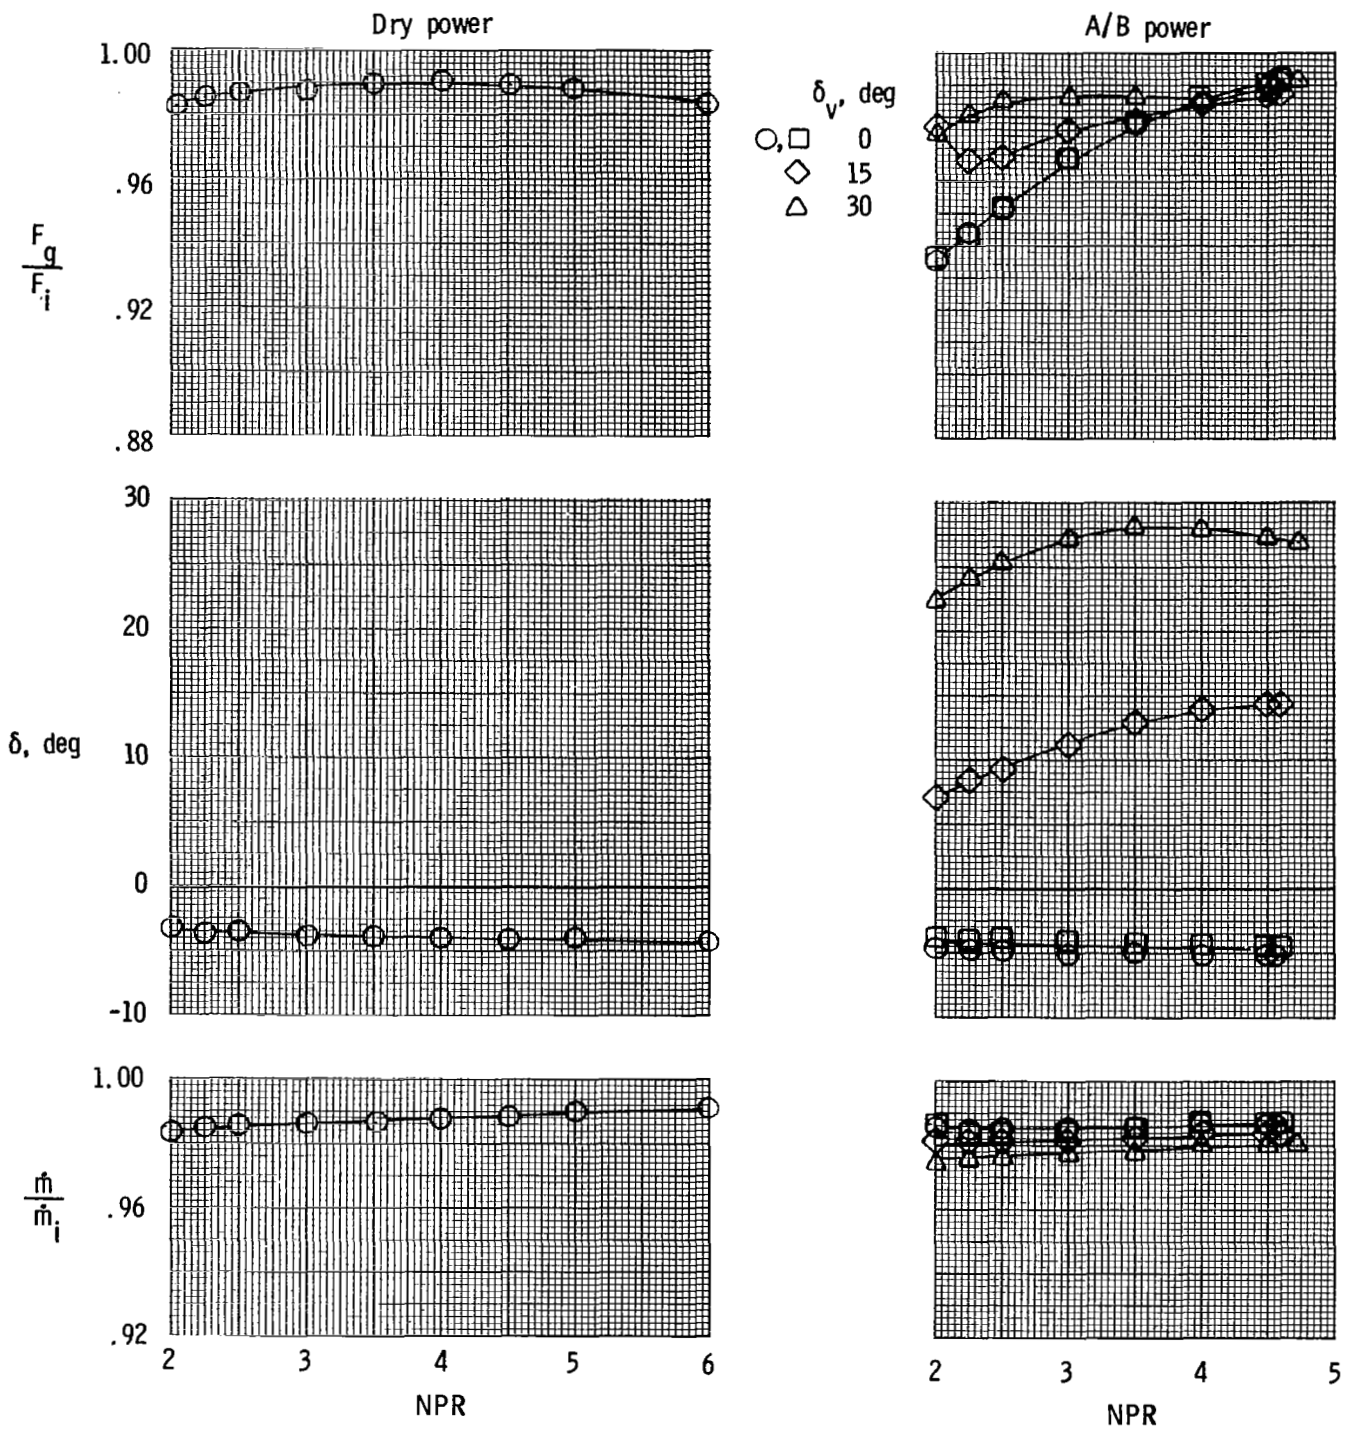 Dry power
A/B power
1.00
.96
.92
.88
F_g
F_i
δ_v, deg
○,□ 0
◇ 15
△ 30
30
20
10
0
-10
δ, deg
1.00
.96
.92
ṁ
ṁ_i
2 3 4 5 6
NPR
2 3 4 5
NPR